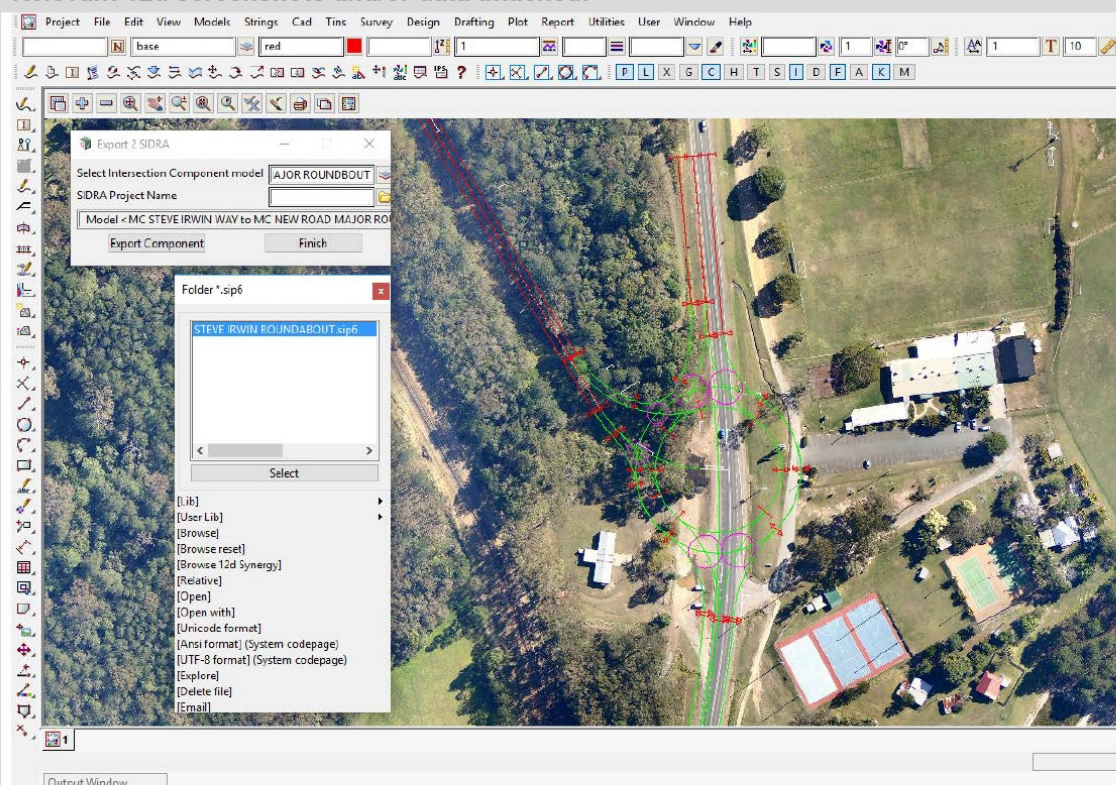 Project File Edit View Models Strings Cad Tins Survey Design Drafting Plot Report Utilities User Window Help
N base red 1 1 0° 1 T 10
IPS ? P L X G C H T S I D F A K M
Export 2 SIDRA
Select Intersection Component model AJOR ROUNDBOUT
SIDRA Project Name
Model <MC STEVE IRWIN WAY to MC NEW ROAD MAJOR ROU
Export Component Finish
Folder *.sip6
STEVE IRWIN ROUNDABOUT.sip6
Select
[Lib]
[User Lib]
[Browse]
[Browse reset]
[Browse 12d Synergy]
[Relative]
[Open]
[Open with]
[Unicode format]
[Ansi format] (System codepage)
[UTF-8 format] (System codepage)
[Explore]
[Delete file]
[Email]
abc
1
Output Window